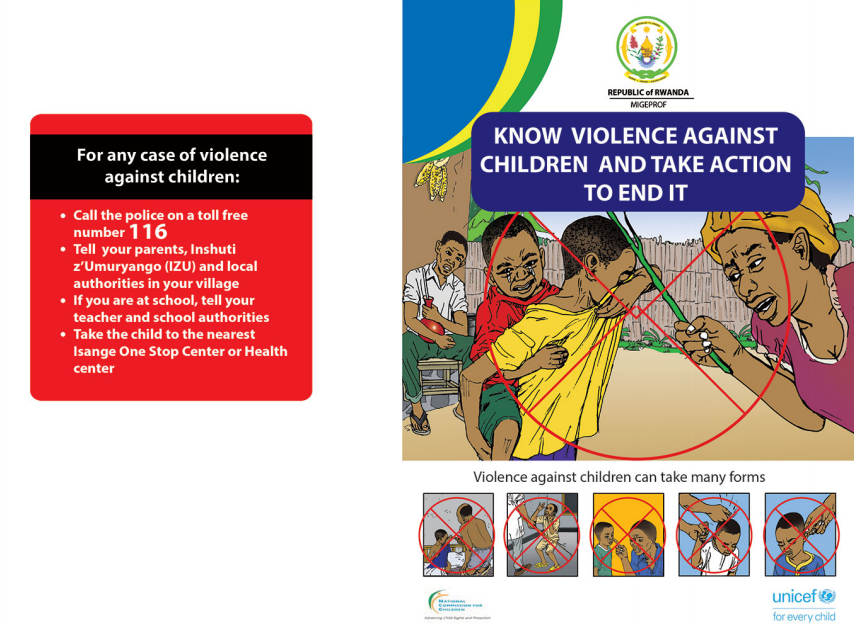 For any case of violence
against children:
• Call the police on a toll free
number 116
• Tell your parents, Inshuti
z’Umuryango (IZU) and local
authorities in your village
• If you are at school, tell your
teacher and school authorities
• Take the child to the nearest
Isange One Stop Center or Health
center
REPUBLIC of RWANDA
MIGEPROF
KNOW VIOLENCE AGAINST
CHILDREN AND TAKE ACTION
TO END IT
Violence against children can take many forms
NATIONAL
COMMISSION FOR
CHILDREN
Advancing Child Rights and Protection
unicef
for every child